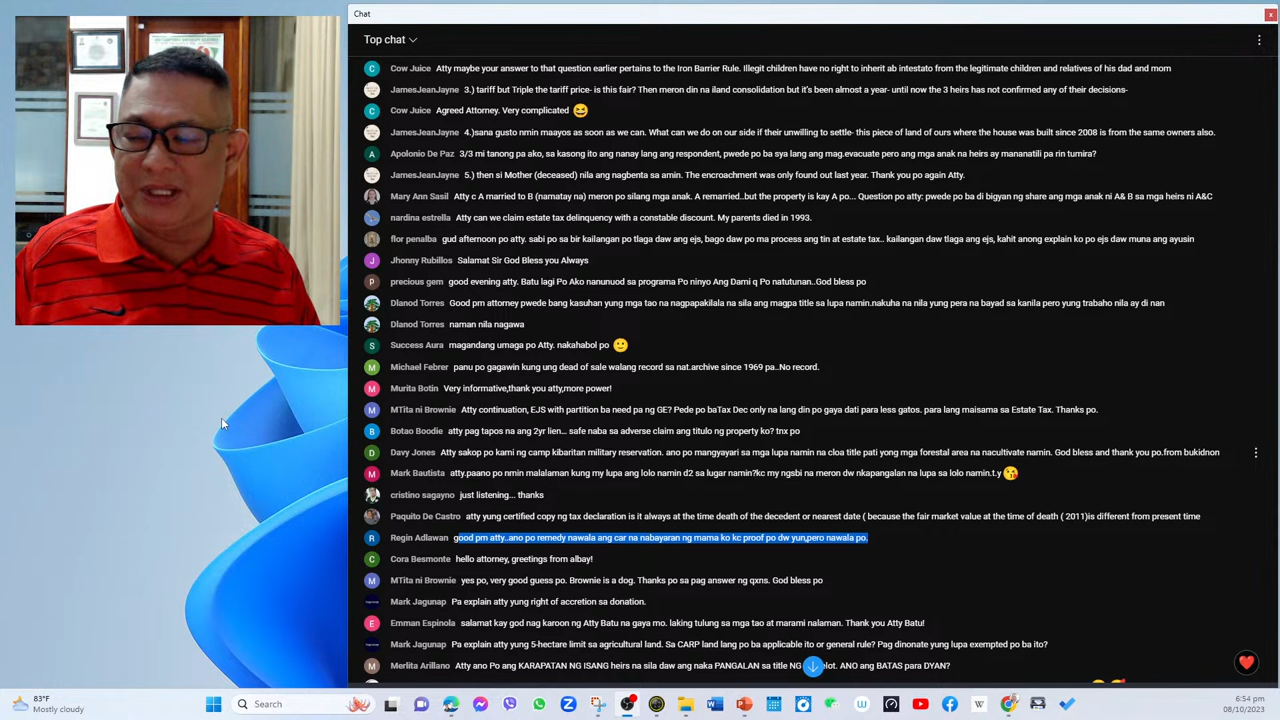 Chat
Top chat
C Cow Juice Atty maybe your answer to that question earlier pertains to the Iron Barrier Rule. Illegit children have no right to inherit ab intestato from the legitimate children and relatives of his dad and mom
JamesJeanJayne 3.) tariff but Triple the tariff price- is this fair? Then meron din na iland consolidation but it's been almost a year- until now the 3 heirs has not confirmed any of their decisions-
C Cow Juice Agreed Attorney. Very complicated 😆
JamesJeanJayne 4.)sana gusto nmin maayos as soon as we can. What can we do on our side if their unwilling to settle- this piece of land of ours where the house was built since 2008 is from the same owners also.
A Apolonio De Paz 3/3 mi tanong pa ako, sa kasong ito ang nanay lang ang respondent, pwede po ba sya lang ang mag.evacuate pero ang mga anak na heirs ay mananatili pa rin tumira?
JamesJeanJayne 5.) then si Mother (deceased) nila ang nagbenta sa amin. The encroachment was only found out last year. Thank you po again Atty.
Mary Ann Sasil Atty c A married to B (namatay na) meron po silang mga anak. A remarried..but the property is kay A po... Question po atty: pwede po ba di bigyan ng share ang mga anak ni A& B sa mga heirs ni A&C
nardina estrella Atty can we claim estate tax delinquency with a constable discount. My parents died in 1993.
flor penalba gud afternoon po atty. sabi po sa bir kailangan po tlaga daw ang ejs, bago daw po ma process ang tin at estate tax.. kailangan daw tlaga ang ejs, kahit anong explain ko po ejs daw muna ang ayusin
J Jhonny Rubillos Salamat Sir God Bless you Always
P precious gem good evening atty. Batu lagi Po Ako nanunuod sa programa Po ninyo Ang Dami q Po natutunan..God bless po
Dlanod Torres Good pm attorney pwede bang kasuhan yung mga tao na nagpapakilala na sila ang magpa title sa lupa namin.nakuha na nila yung pera na bayad sa kanila pero yung trabaho nila ay di nan
Dlanod Torres naman nila nagawa
S Success Aura magandang umaga po Atty. nakahabol po 🙂
M Michael Febrer panu po gagawin kung ung dead of sale walang record sa nat.archive since 1969 pa..No record.
M Murita Botin Very informative,thank you atty,more power!
M MTita ni Brownie Atty continuation, EJS with partition ba need pa ng GE? Pede po baTax Dec only na lang din po gaya dati para less gatos. para lang maisama sa Estate Tax. Thanks po.
B Botao Boodie atty pag tapos na ang 2yr lien... safe naba sa adverse claim ang titulo ng property ko? tnx po
D Davy Jones Atty sakop po kami ng camp kibaritan military reservation. ano po mangyayari sa mga lupa namin na cloa title pati yong mga forestal area na nacultivate namin. God bless and thank you po.from bukidnon
M Mark Bautista atty.paano po nmin malalaman kung my lupa ang lolo namin d2 sa lugar namin?kc my ngsbi na meron dw nkapangalan na lupa sa lolo namin.t.y 😘
cristino sagayno just listening... thanks
Paquito De Castro atty yung certified copy ng tax declaration is it always at the time death of the decedent or nearest date ( because the fair market value at the time of death ( 2011)is different from present time
R Regin Adlawan good pm atty..ano po remedy nawala ang car na nabayaran ng mama ko kc proof po dw yun,pero nawala po.
C Cora Besmonte hello attorney, greetings from albay!
M MTita ni Brownie yes po, very good guess po. Brownie is a dog. Thanks po sa pag answer ng qxns. God bless po
Mark Jagunap Pa explain atty yung right of accretion sa donation.
E Emman Espinola salamat kay god nag karoon ng Atty Batu na gaya mo. laking tulung sa mga tao at marami nalaman. Thank you Atty Batu!
Mark Jagunap Pa explain atty yung 5-hectare limit sa agricultural land. Sa CARP land lang po ba applicable ito or general rule? Pag dinonate yung lupa exempted po ba ito?
M Merlita Arillano Atty ano Po ang KARAPATAN NG ISANG heirs na sila daw ang naka PANGALAN sa title NG elot. ANO ang BATAS para DYAN?
83°F
Mostly cloudy
Search
6:54 pm
08/10/2023